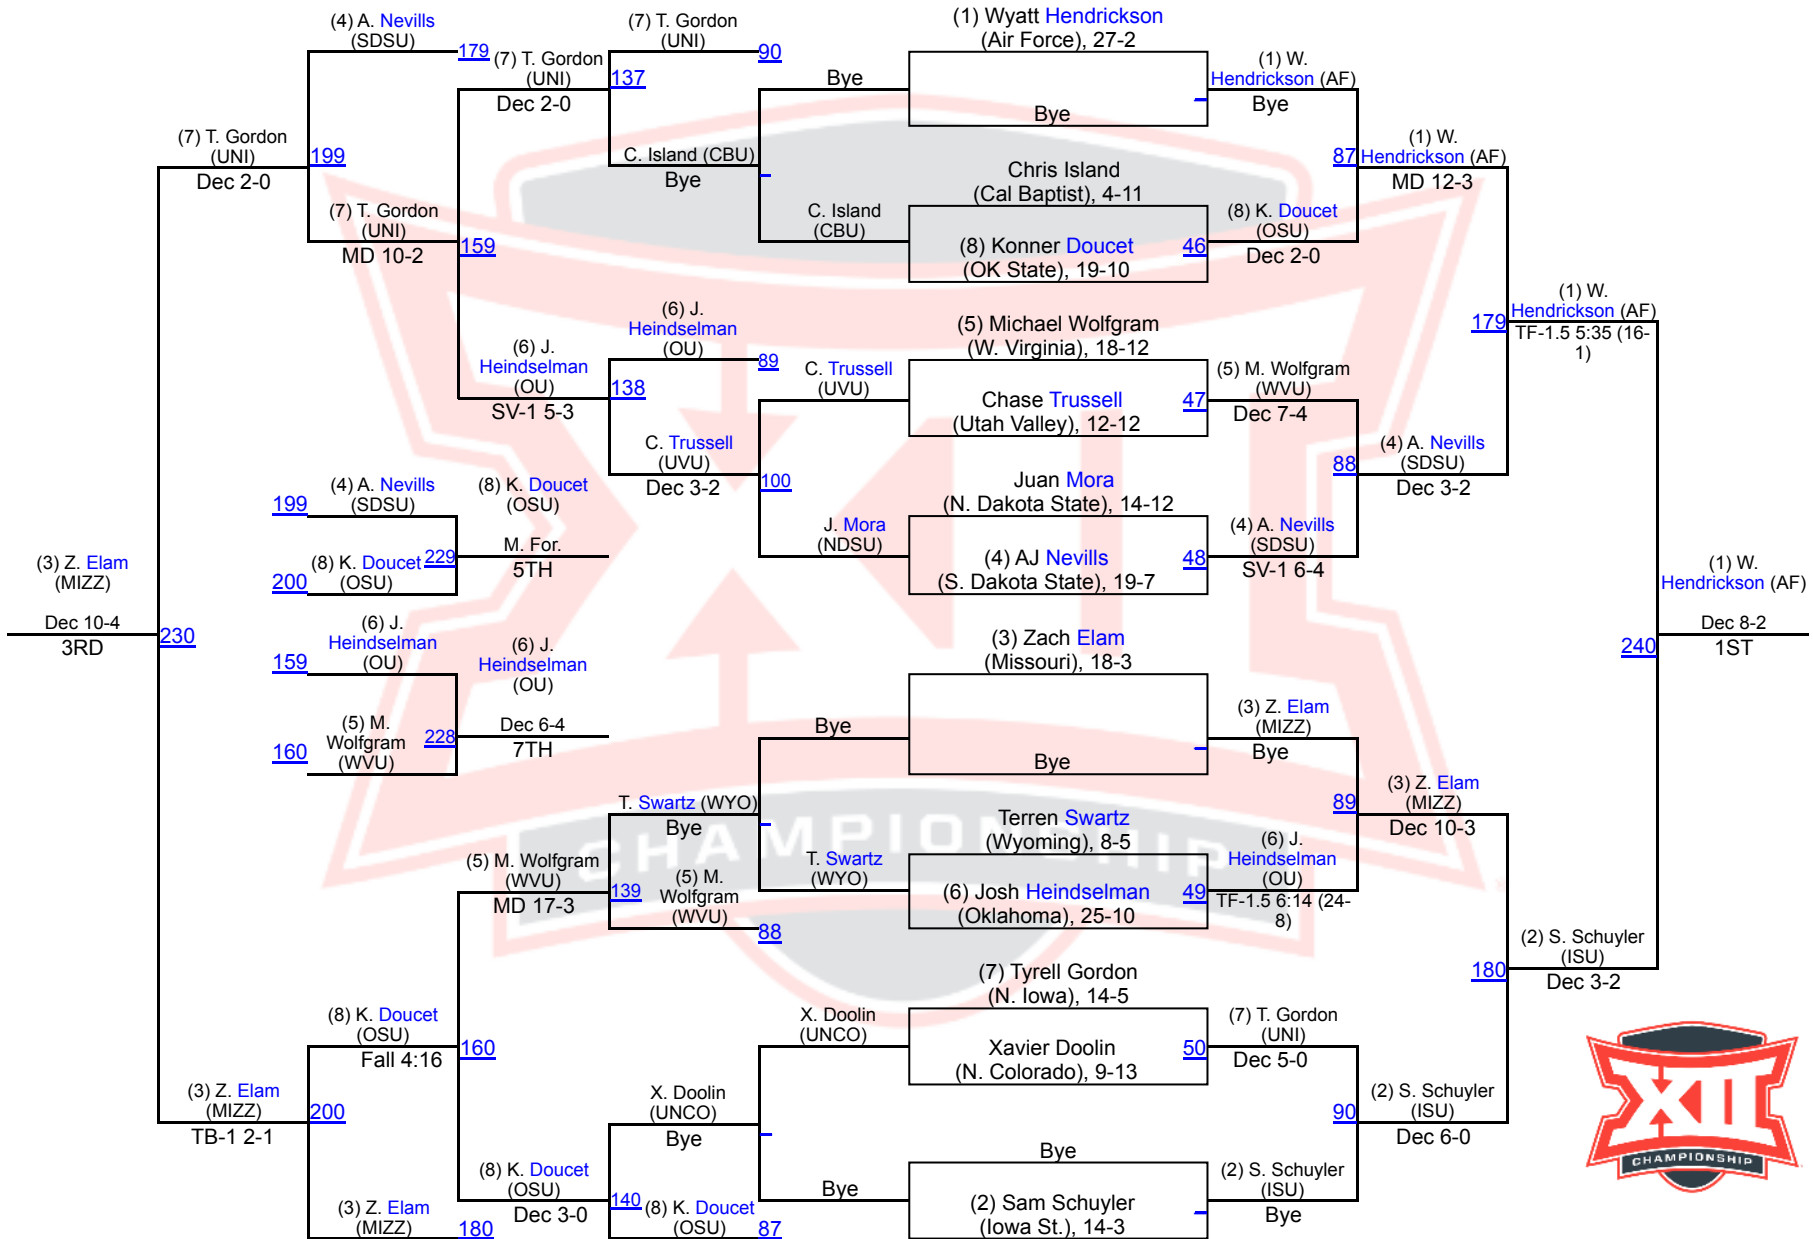 (4) A. Nevills
(SDSU)
179
(7) T. Gordon
(UNI)
Dec 2-0
137
(7) T. Gordon
(UNI)
90
(7) T. Gordon
(UNI)
Dec 2-0
199
(7) T. Gordon
(UNI)
MD 10-2
159
C. Island (CBU)
Bye
Bye
C. Island
(CBU)
(1) Wyatt Hendrickson
(Air Force), 27-2
Bye
(1) W.
Hendrickson (AF)
Bye
87
(1) W.
Hendrickson (AF)
MD 12-3
Chris Island
(Cal Baptist), 4-11
(8) Konner Doucet
(OK State), 19-10
46
(8) K. Doucet
(OSU)
Dec 2-0
179
(1) W.
Hendrickson (AF)
TF-1.5 5:35 (16-
1)
(6) J.
Heindselman
(OU)
SV-1 5-3
138
(6) J.
Heindselman
(OU)
89
C. Trussell
(UVU)
Dec 3-2
100
C. Trussell
(UVU)
J. Mora
(NDSU)
(5) Michael Wolfgram
(W. Virginia), 18-12
Chase Trussell
(Utah Valley), 12-12
47
(5) M. Wolfgram
(WVU)
Dec 7-4
88
(4) A. Nevills
(SDSU)
Dec 3-2
Juan Mora
(N. Dakota State), 14-12
(4) AJ Nevills
(S. Dakota State), 19-7
48
(4) A. Nevills
(SDSU)
SV-1 6-4
199
(4) A. Nevills
(SDSU)
200
(8) K. Doucet
(OSU)
229
(8) K. Doucet
(OSU)
M. For.
5TH
(3) Z. Elam
(MIZZ)
Dec 10-4
3RD
230
159
(6) J.
Heindselman
(OU)
160
(5) M.
Wolfgram
(WVU)
228
(6) J.
Heindselman
(OU)
Dec 6-4
7TH
(1) W.
Hendrickson (AF)
Dec 8-2
1ST
240
(3) Zach Elam
(Missouri), 18-3
Bye
Bye
(3) Z. Elam
(MIZZ)
Bye
89
(3) Z. Elam
(MIZZ)
Dec 10-3
T. Swartz (WYO)
Bye
T. Swartz
(WYO)
Terren Swartz
(Wyoming), 8-5
(6) Josh Heindselman
(Oklahoma), 25-10
49
(6) J.
Heindselman
(OU)
TF-1.5 6:14 (24-
8)
(5) M. Wolfgram
(WVU)
MD 17-3
139
(5) M.
Wolfgram
(WVU)
88
180
(2) S. Schuyler
(ISU)
Dec 3-2
(8) K. Doucet
(OSU)
Fall 4:16
160
X. Doolin
(UNCO)
(7) Tyrell Gordon
(N. Iowa), 14-5
Xavier Doolin
(N. Colorado), 9-13
50
(7) T. Gordon
(UNI)
Dec 5-0
90
(2) S. Schuyler
(ISU)
Dec 6-0
(3) Z. Elam
(MIZZ)
TB-1 2-1
200
X. Doolin
(UNCO)
Bye
Bye
Bye
(2) Sam Schuyler
(Iowa St.), 14-3
(2) S. Schuyler
(ISU)
Bye
(8) K. Doucet
(OSU)
Dec 3-0
140
(8) K. Doucet
(OSU)
87
(3) Z. Elam
(MIZZ)
180
XII
CHAMPIONSHIP
XII
CHAMPIONSHIP